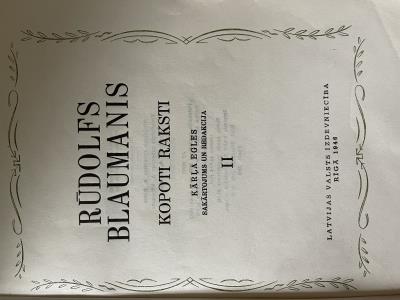 RŪDOLFS
BLAUMANIS
KOPOTI RAKSTI
KĀRĻA EGLES
SAKĀRTOJUMS UN REDAKCIJA
II
LATVIJAS VALSTS IZDEVNIECĪBA
RĪGĀ 1946